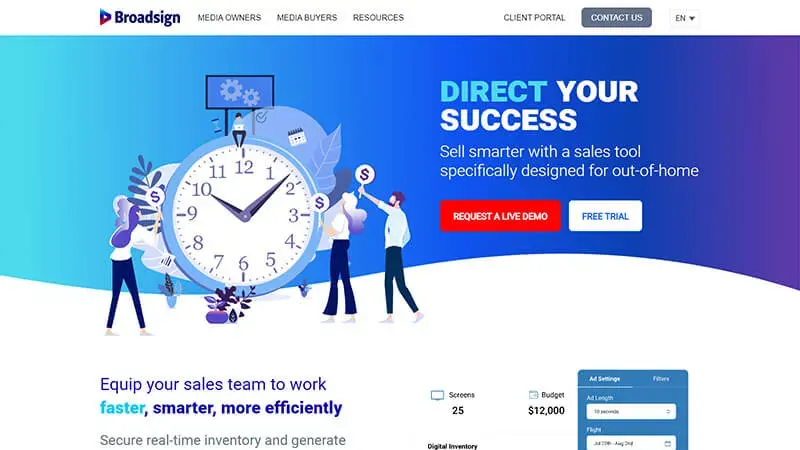 Broadsign MEDIA OWNERS MEDIA BUYERS RESOURCES CLIENT PORTAL CONTACT US EN
DIRECT YOUR
SUCCESS
Sell smarter with a sales tool
specifically designed for out-of-home
REQUEST A LIVE DEMO FREE TRIAL
12
11 1
10 2
9 3
8 4
7 5
6
$
$
$
Equip your sales team to work
faster, smarter, more efficiently
Secure real-time inventory and generate
Screens Budget
25 $12,000
Digital Inventory
Ad Settings Filters
Ad Length
10 seconds
Flight
Jul 20th - Aug 2nd